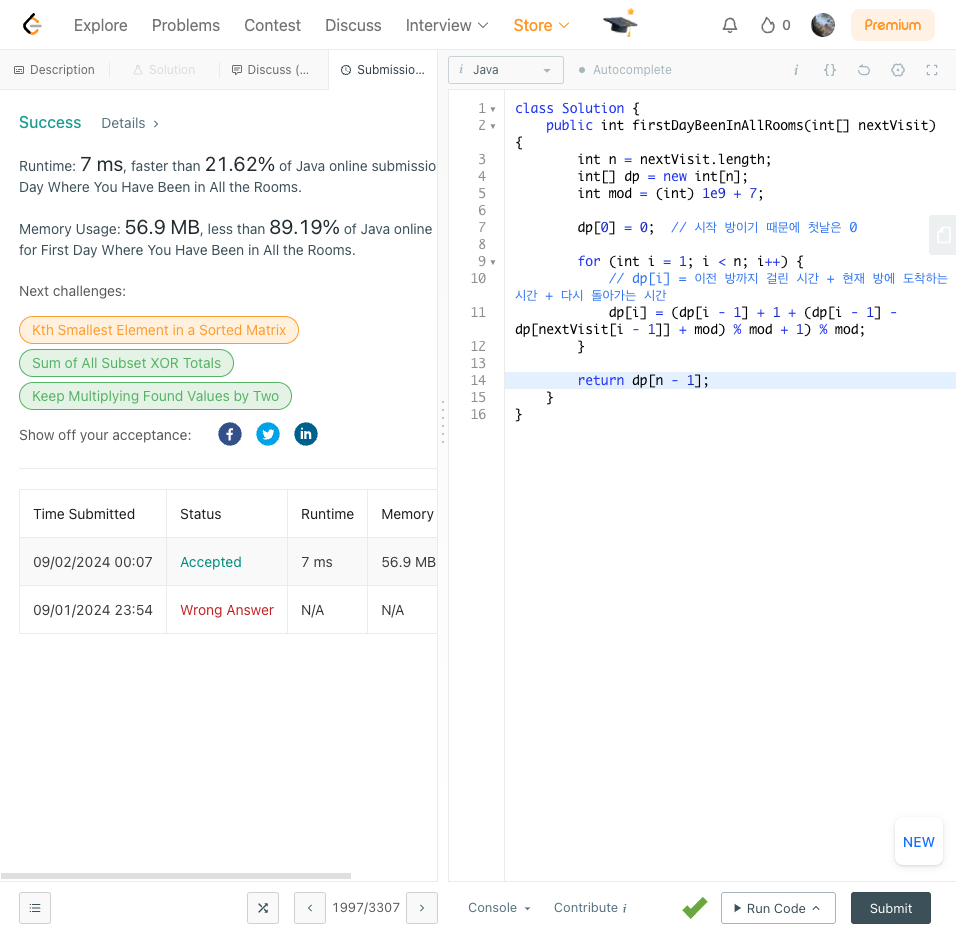 Explore Problems Contest Discuss Interview Store 0 Premium
Description Solution Discuss (... Submissio... i Java Autocomplete i {}
Success Details >
Runtime: 7 ms, faster than 21.62% of Java online submissio
Day Where You Have Been in All the Rooms.
Memory Usage: 56.9 MB, less than 89.19% of Java online
for First Day Where You Have Been in All the Rooms.
Next challenges:
Kth Smallest Element in a Sorted Matrix
Sum of All Subset XOR Totals
Keep Multiplying Found Values by Two
Show off your acceptance: f in
Time Submitted Status Runtime Memory
09/02/2024 00:07 Accepted 7 ms 56.9 MB
09/01/2024 23:54 Wrong Answer N/A N/A
1 class Solution {
2 public int firstDayBeenInAllRooms(int[] nextVisit)
{
3 int n = nextVisit.length;
4 int[] dp = new int[n];
5 int mod = (int) 1e9 + 7;
6
7 dp[0] = 0;  // 시작 방이기 때문에 첫날은 0
8
9 for (int i = 1; i < n; i++) {
10 // dp[i] = 이전 방까지 걸린 시간 + 현재 방에 도착하는
시간 + 다시 돌아가는 시간
11 dp[i] = (dp[i - 1] + 1 + (dp[i - 1] -
dp[nextVisit[i - 1]] + mod) % mod + 1) % mod;
12 }
13
14 return dp[n - 1];
15 }
16 }
NEW
< 1997/3307 > Console Contribute i Run Code Submit